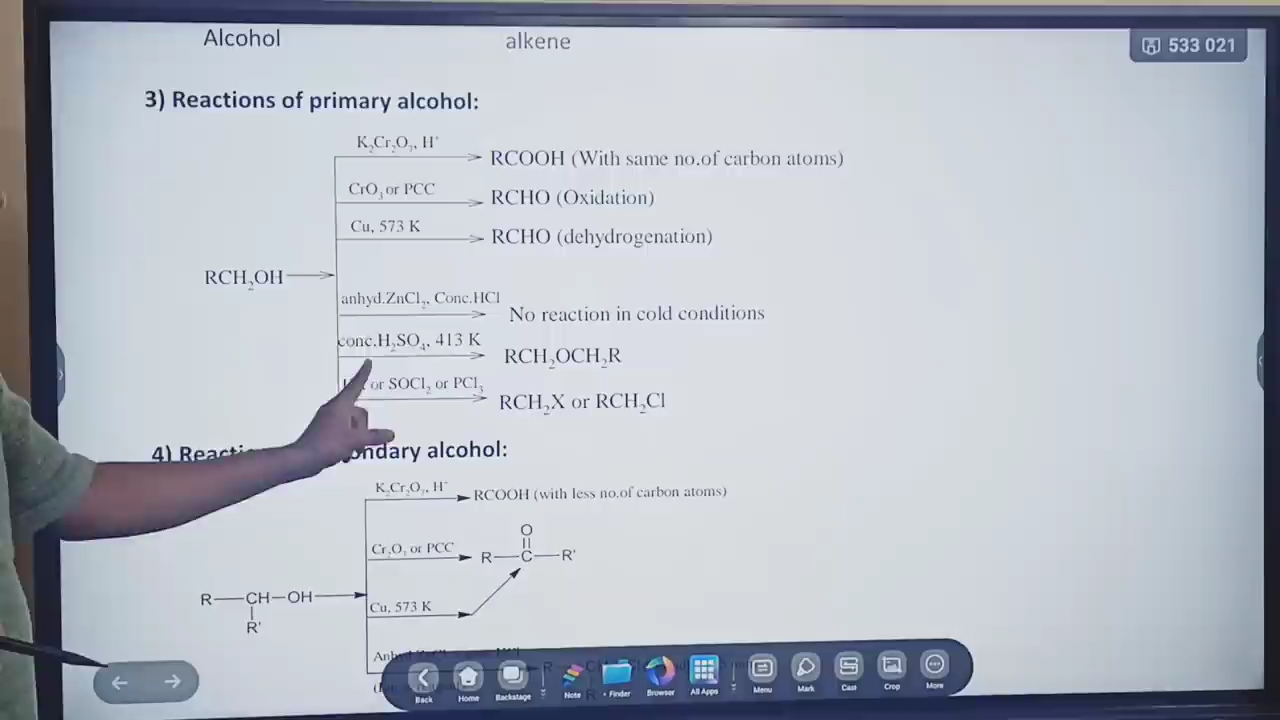 Alcohol alkene
533 021
3) Reactions of primary alcohol:
K₂Cr₂O₇, H⁺
RCOOH (With same no.of carbon atoms)
CrO₃ or PCC
RCHO (Oxidation)
Cu, 573 K
RCHO (dehydrogenation)
RCH₂OH
anhyd.ZnCl₂, Conc.HCl
No reaction in cold conditions
conc.H₂SO₄, 413 K
RCH₂OCH₂R
or SOCl₂ or PCl₃
RCH₂X or RCH₂Cl
4) alcohol:
K₂Cr₂O₇, H⁺
RCOOH (with less no.of carbon atoms)
O
Cr₂O₃ or PCC
R—C—R'
Cu, 573 K
R—CH—OH
R'
Back Home Backstage Note Finder Browser All Apps Menu Mark Cast Crop More